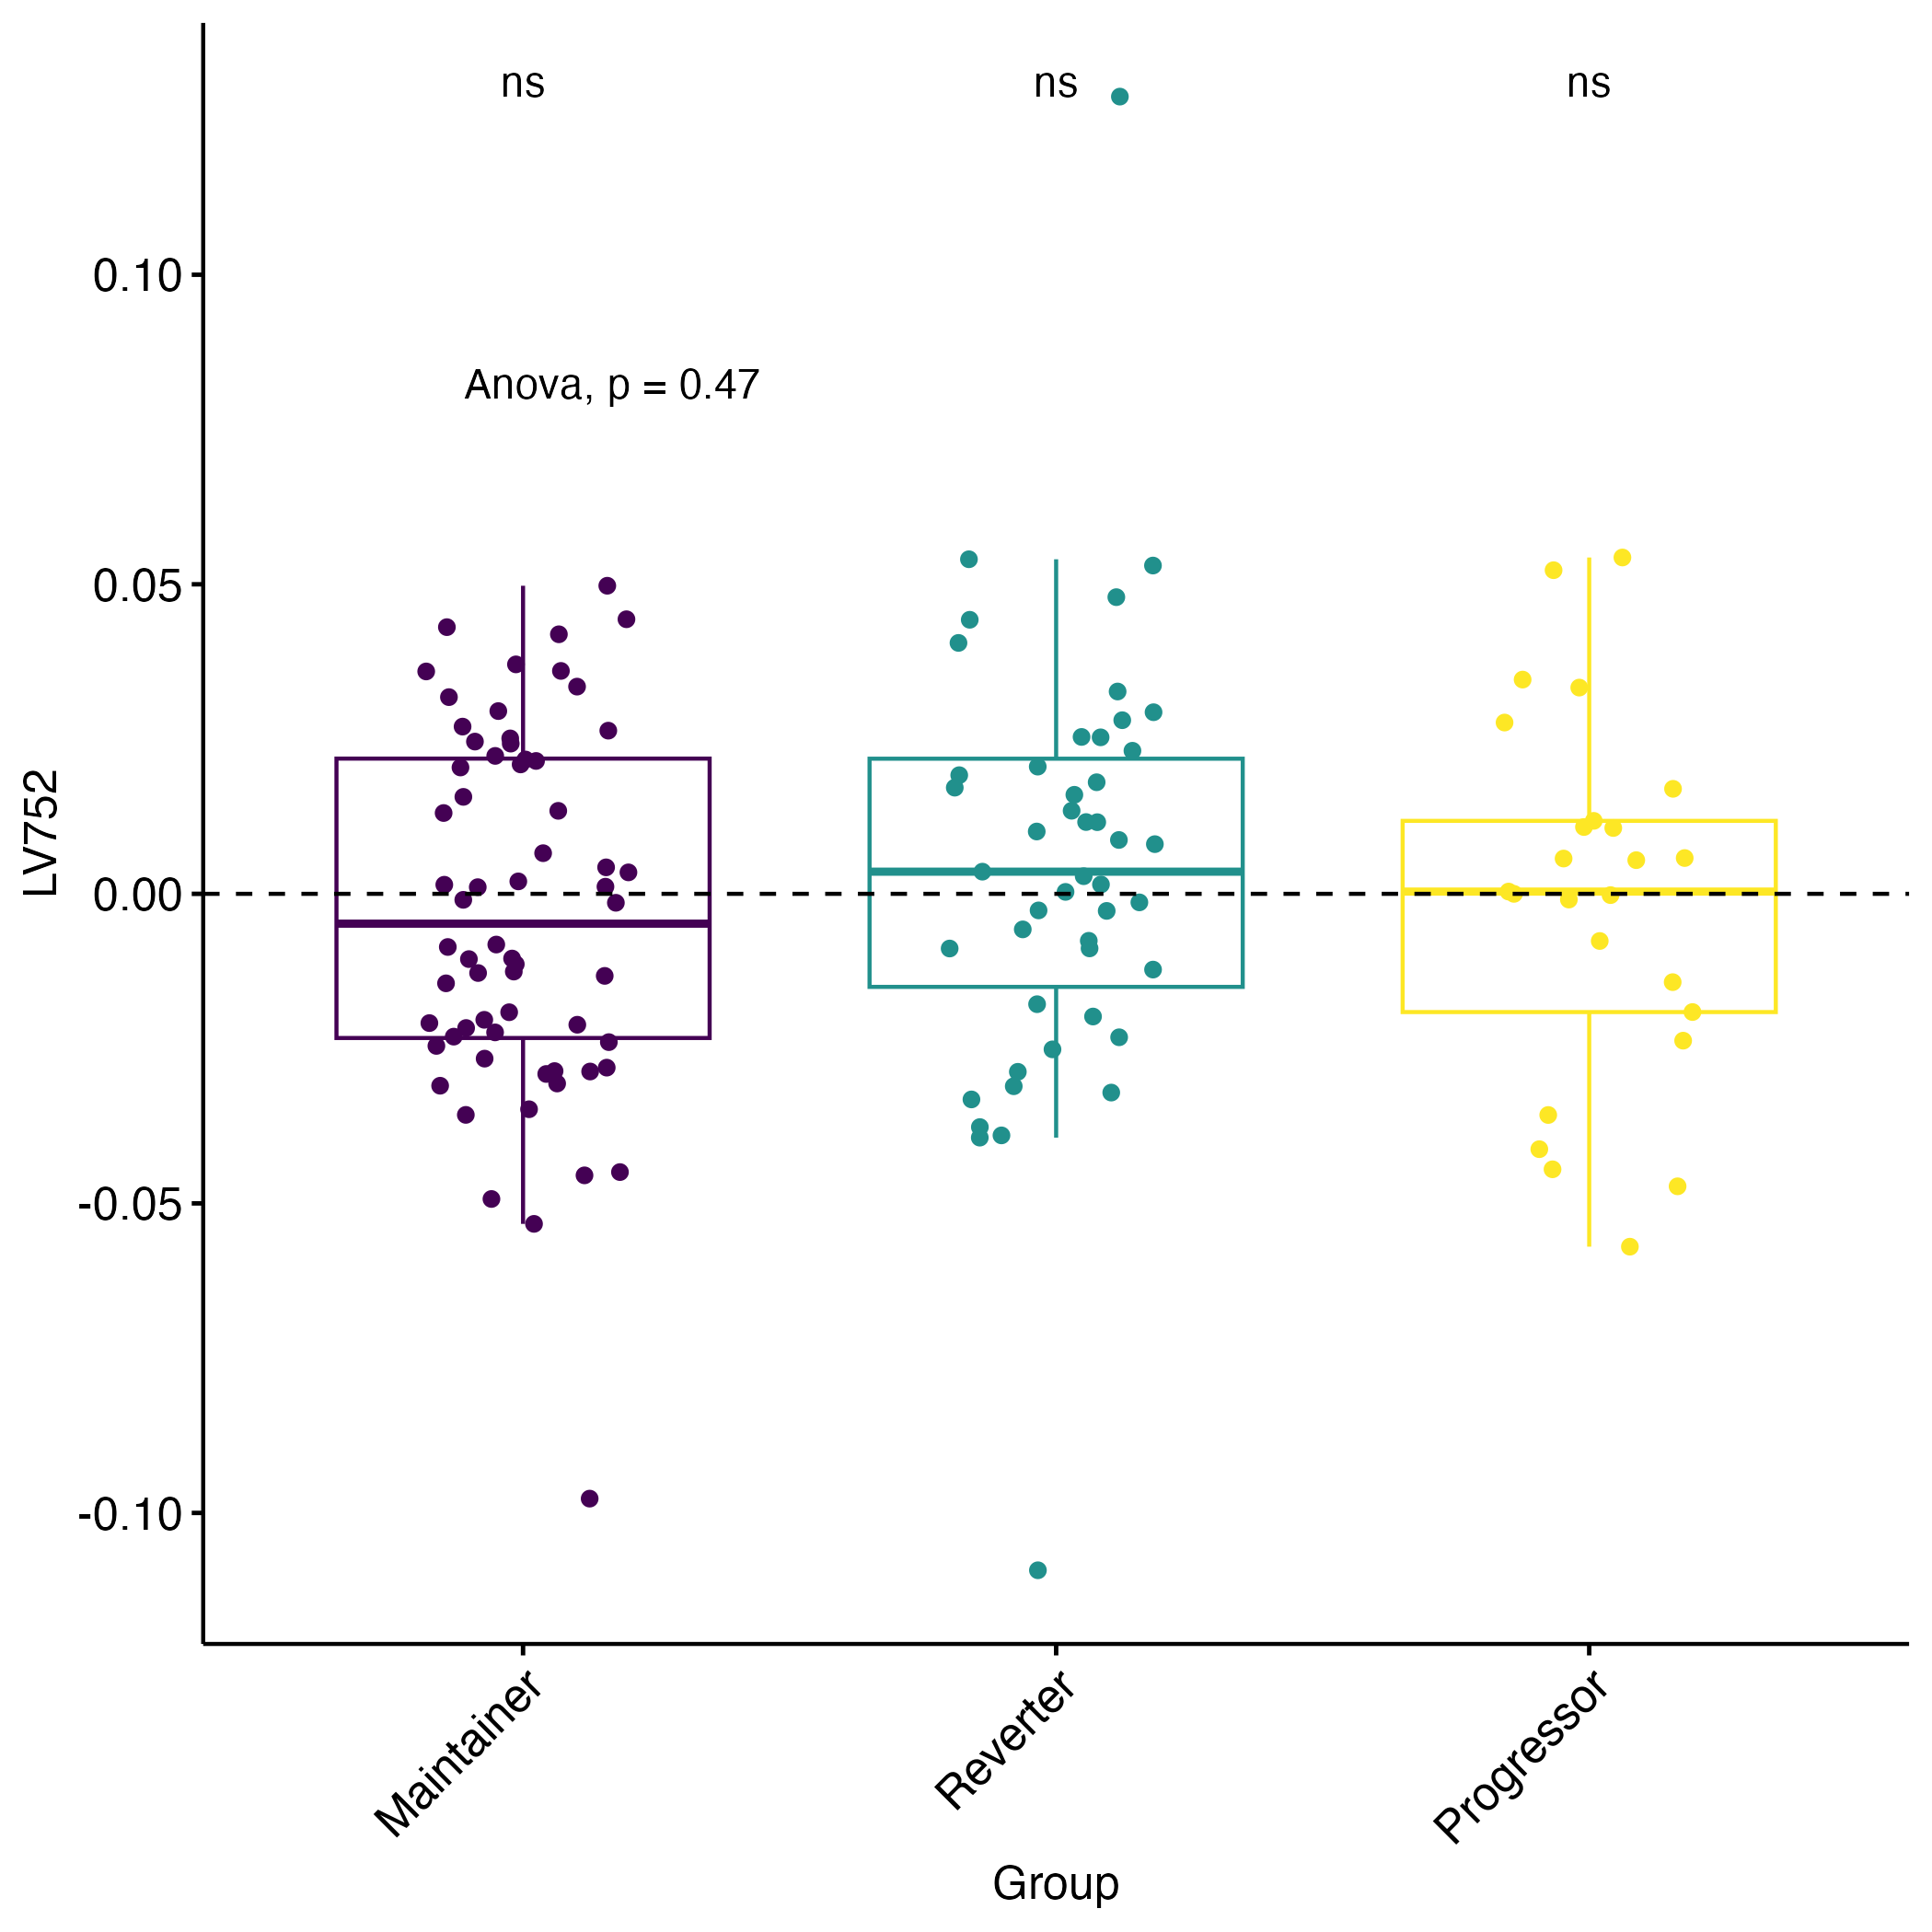 ns
ns
ns
Anova, p = 0.47
LV752
0.10
0.05
0.00
-0.05
-0.10
Maintainer
Reverter
Progressor
Group